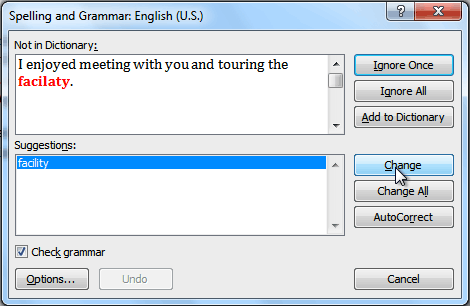 Spelling and Grammar: English (U.S.)
Not in Dictionary:
I enjoyed meeting with you and touring the
facilaty.
Ignore Once
Ignore All
Add to Dictionary
Suggestions:
facility
Change
Change All
AutoCorrect
Check grammar
Options...
Undo
Cancel